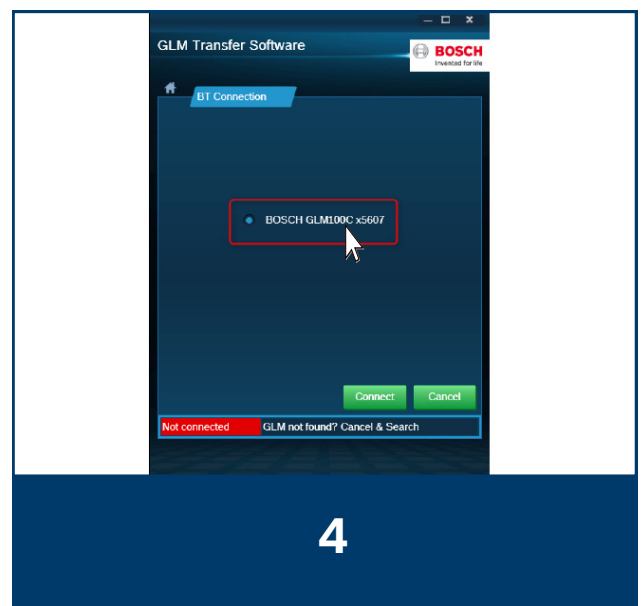 GLM Transfer Software
BOSCH
Invented for life
BT Connection
BOSCH GLM100C x5607
Connect Cancel
Not connected GLM not found? Cancel & Search
4